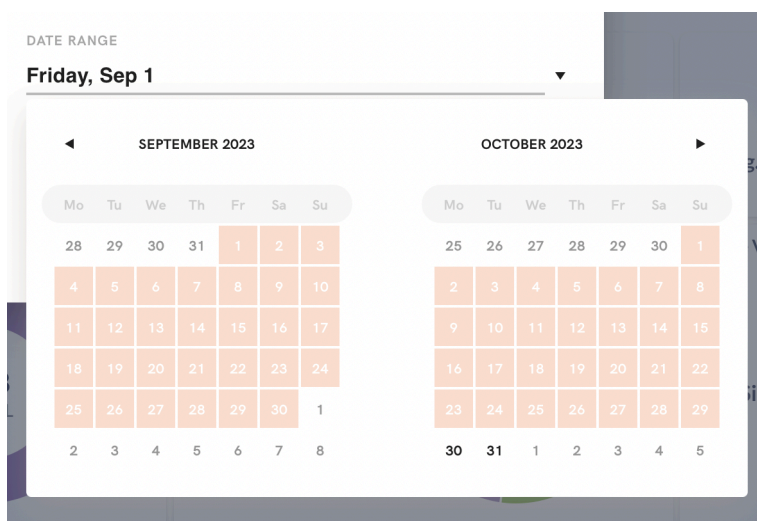 DATE RANGE
Friday, Sep 1
SEPTEMBER 2023
Mo Tu We Th Fr Sa Su
28 29 30 31 1 2 3
4 5 6 7 8 9 10
11 12 13 14 15 16 17
18 19 20 21 22 23 24
25 26 27 28 29 30 1
2 3 4 5 6 7 8
OCTOBER 2023
Mo Tu We Th Fr Sa Su
25 26 27 28 29 30 1
2 3 4 5 6 7 8
9 10 11 12 13 14 15
16 17 18 19 20 21 22
23 24 25 26 27 28 29
30 31 1 2 3 4 5